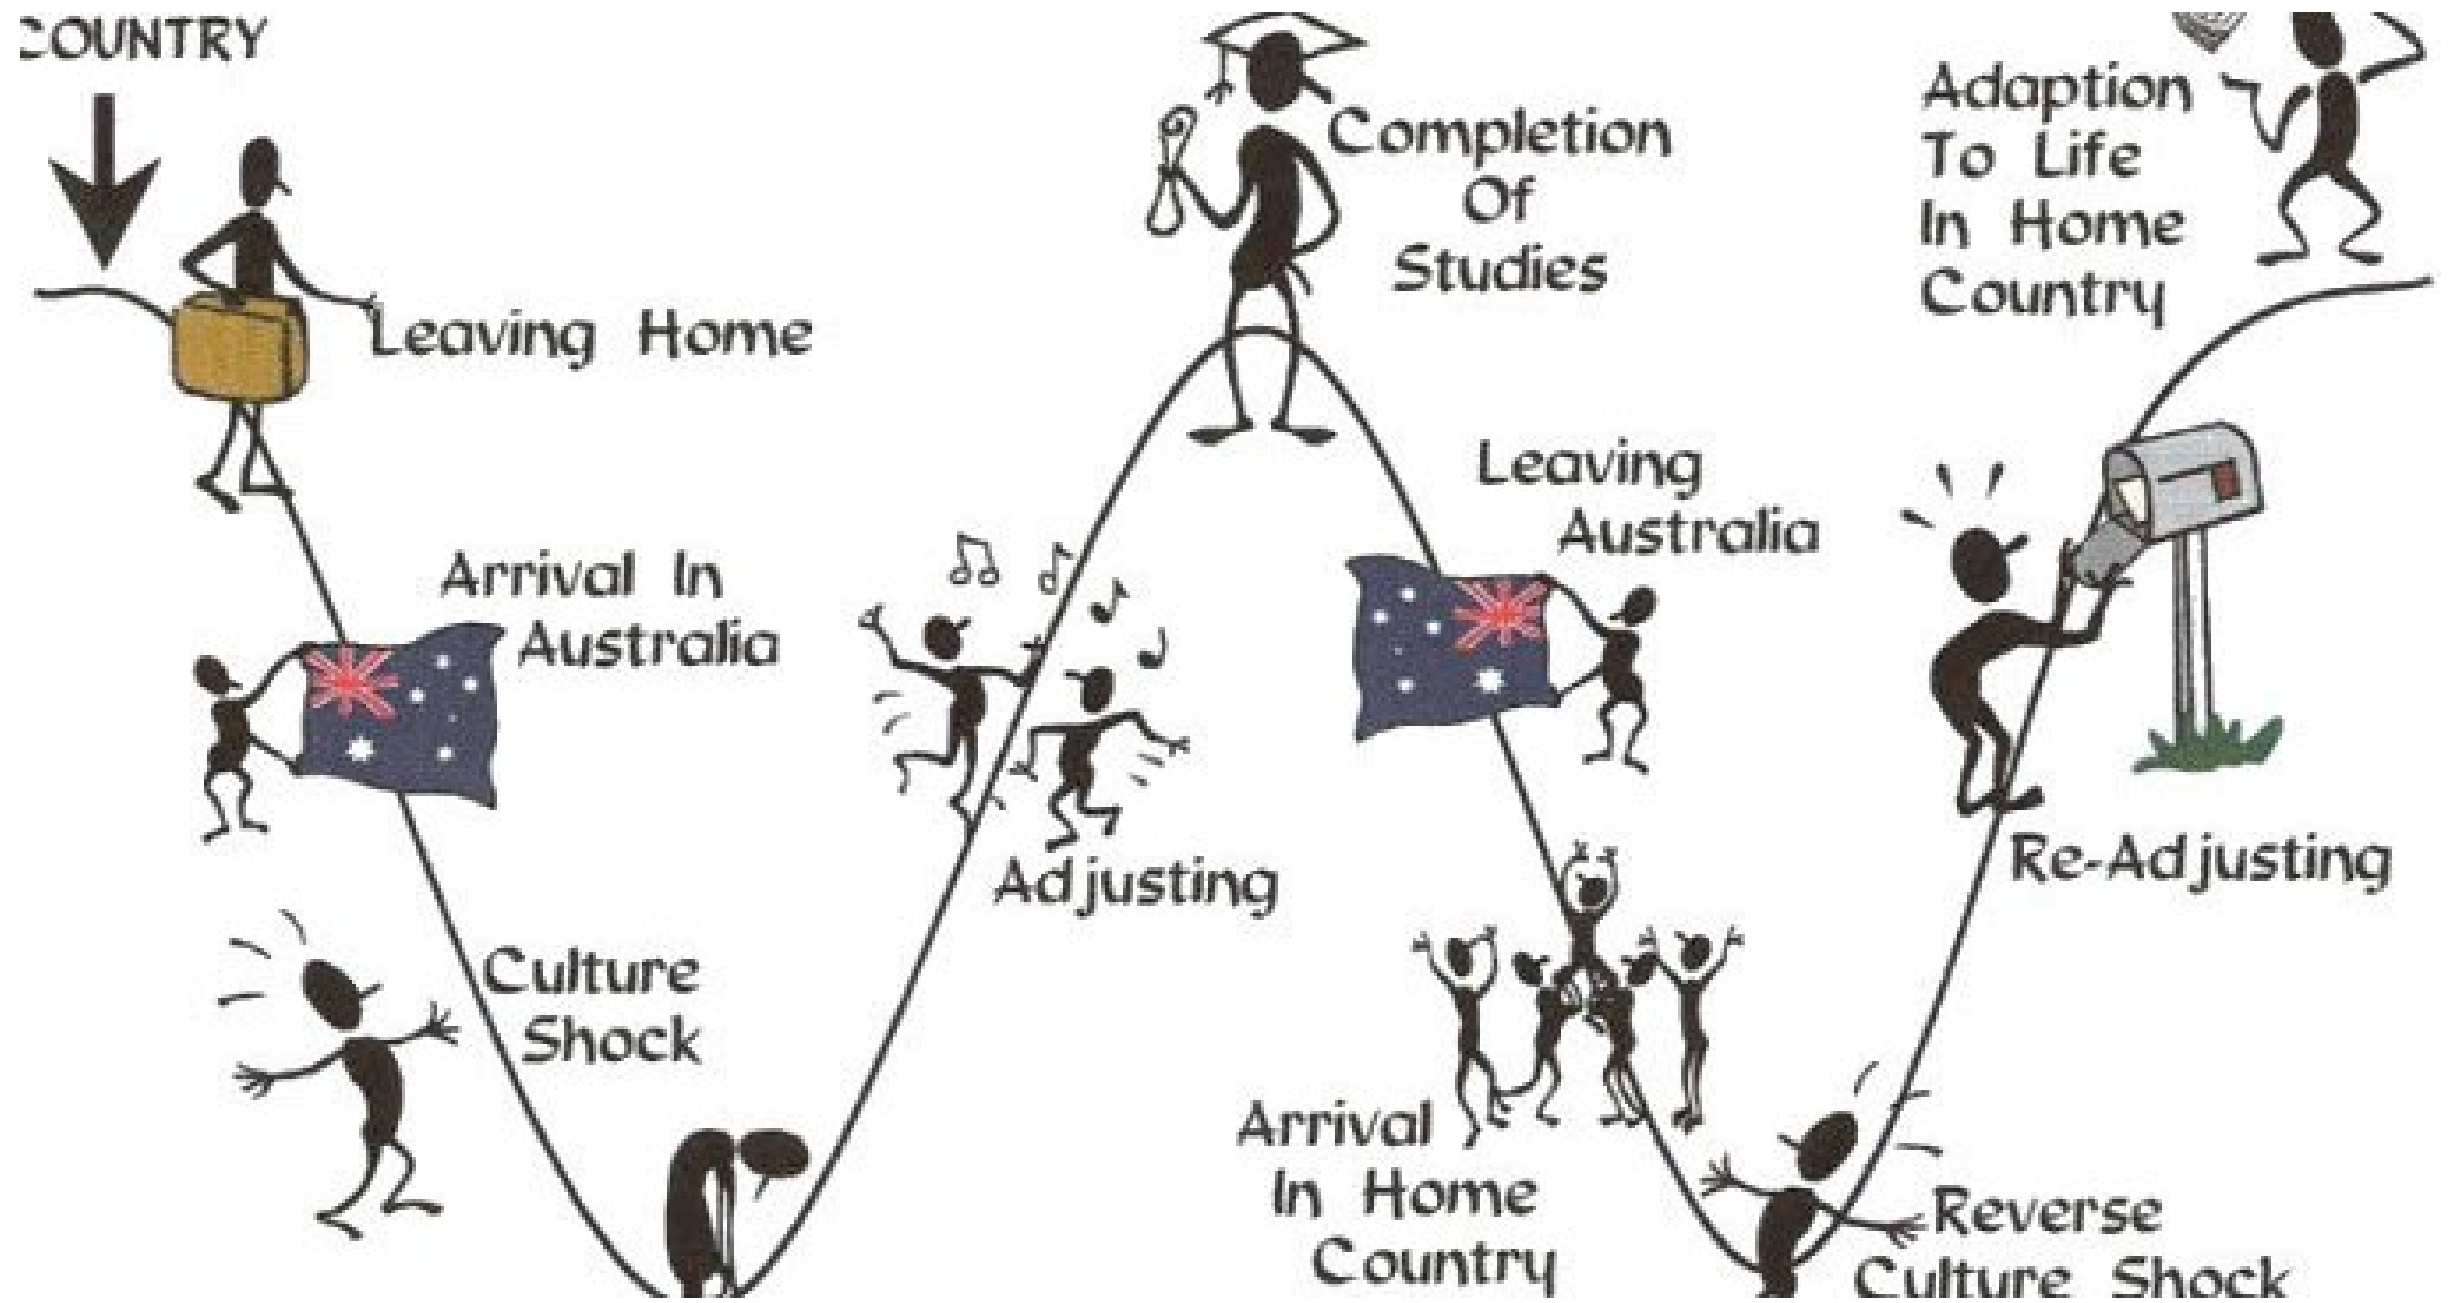 COUNTRY
Leaving Home
Arrival In
Australia
Culture
Shock
Adjusting
Completion
Of
Studies
Leaving
Australia
Arrival
In Home
Country
Reverse
Culture Shock
Re-Adjusting
Adaption
To Life
In Home
Country